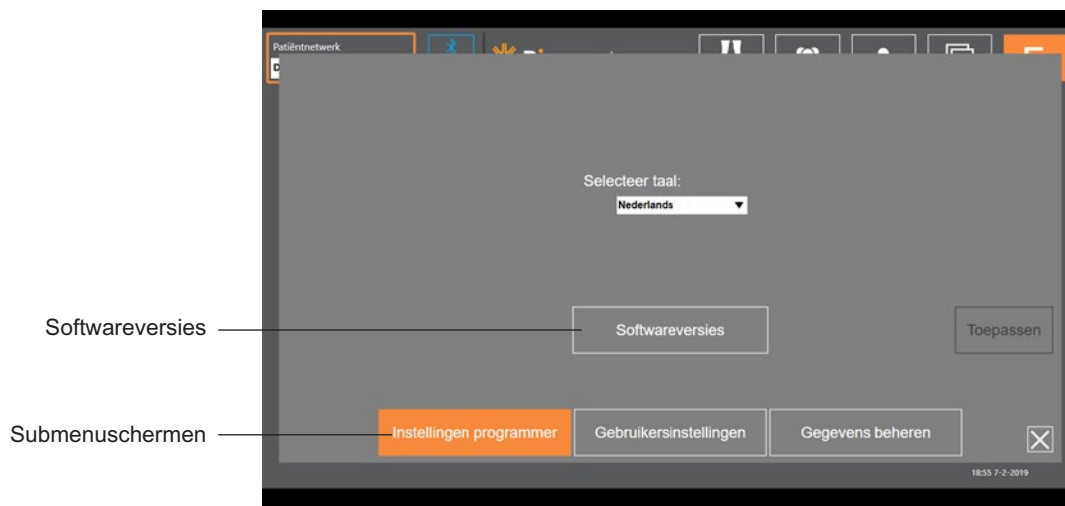 Patiëntnetwerk
Selecteer taal:
Nederlands
Softwareversies
Softwareversies
Toepassen
Submenuschermen
Instellingen programmer
Gebruikersinstellingen
Gegevens beheren
18:55 7-2-2019